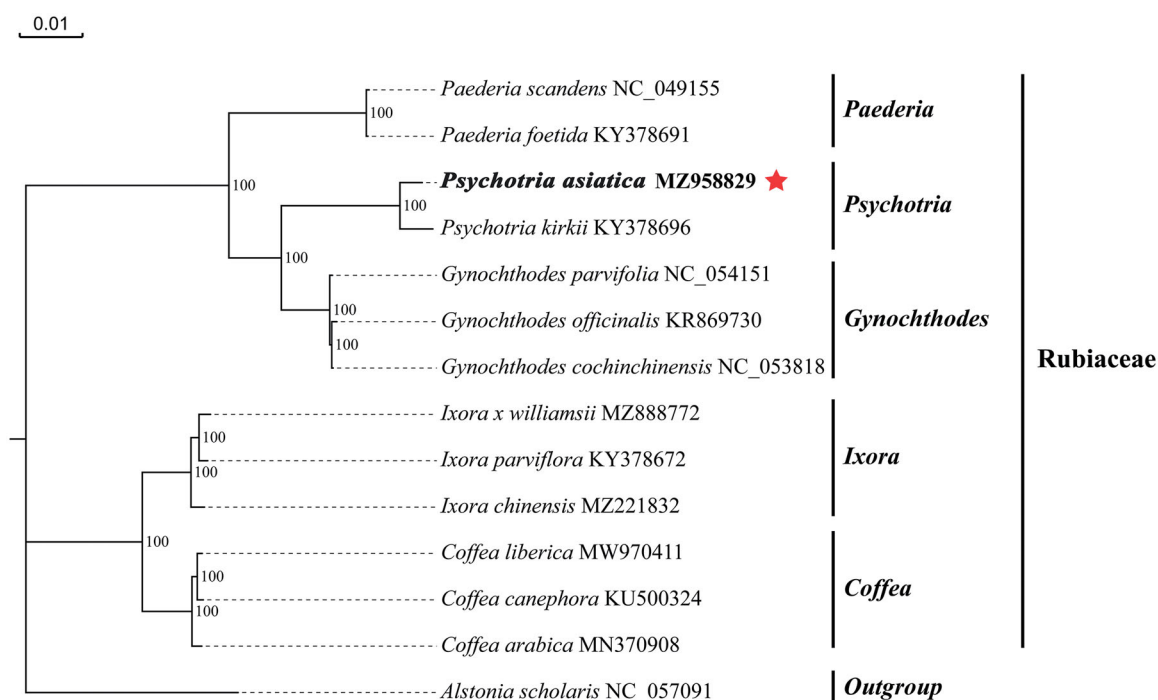 0.01
Paederia scandens NC_049155
100
Paederia
Paederia foetida KY378691
Psychotria asiatica MZ958829
100
100
Psychotria
Psychotria kirkii KY378696
100
Gynochthodes parvifolia NC_054151
100
Gynochthodes officinalis KR869730
Gynochthodes
100
Gynochthodes cochinchinensis NC_053818
Rubiaceae
Ixora x williamsii MZ888772
100
Ixora parviflora KY378672
Ixora
100
Ixora chinensis MZ221832
100
Coffea liberica MW970411
100
Coffea
Coffea canephora KU500324
100
Coffea arabica MN370908
Alstonia scholaris NC_057091
Outgroup